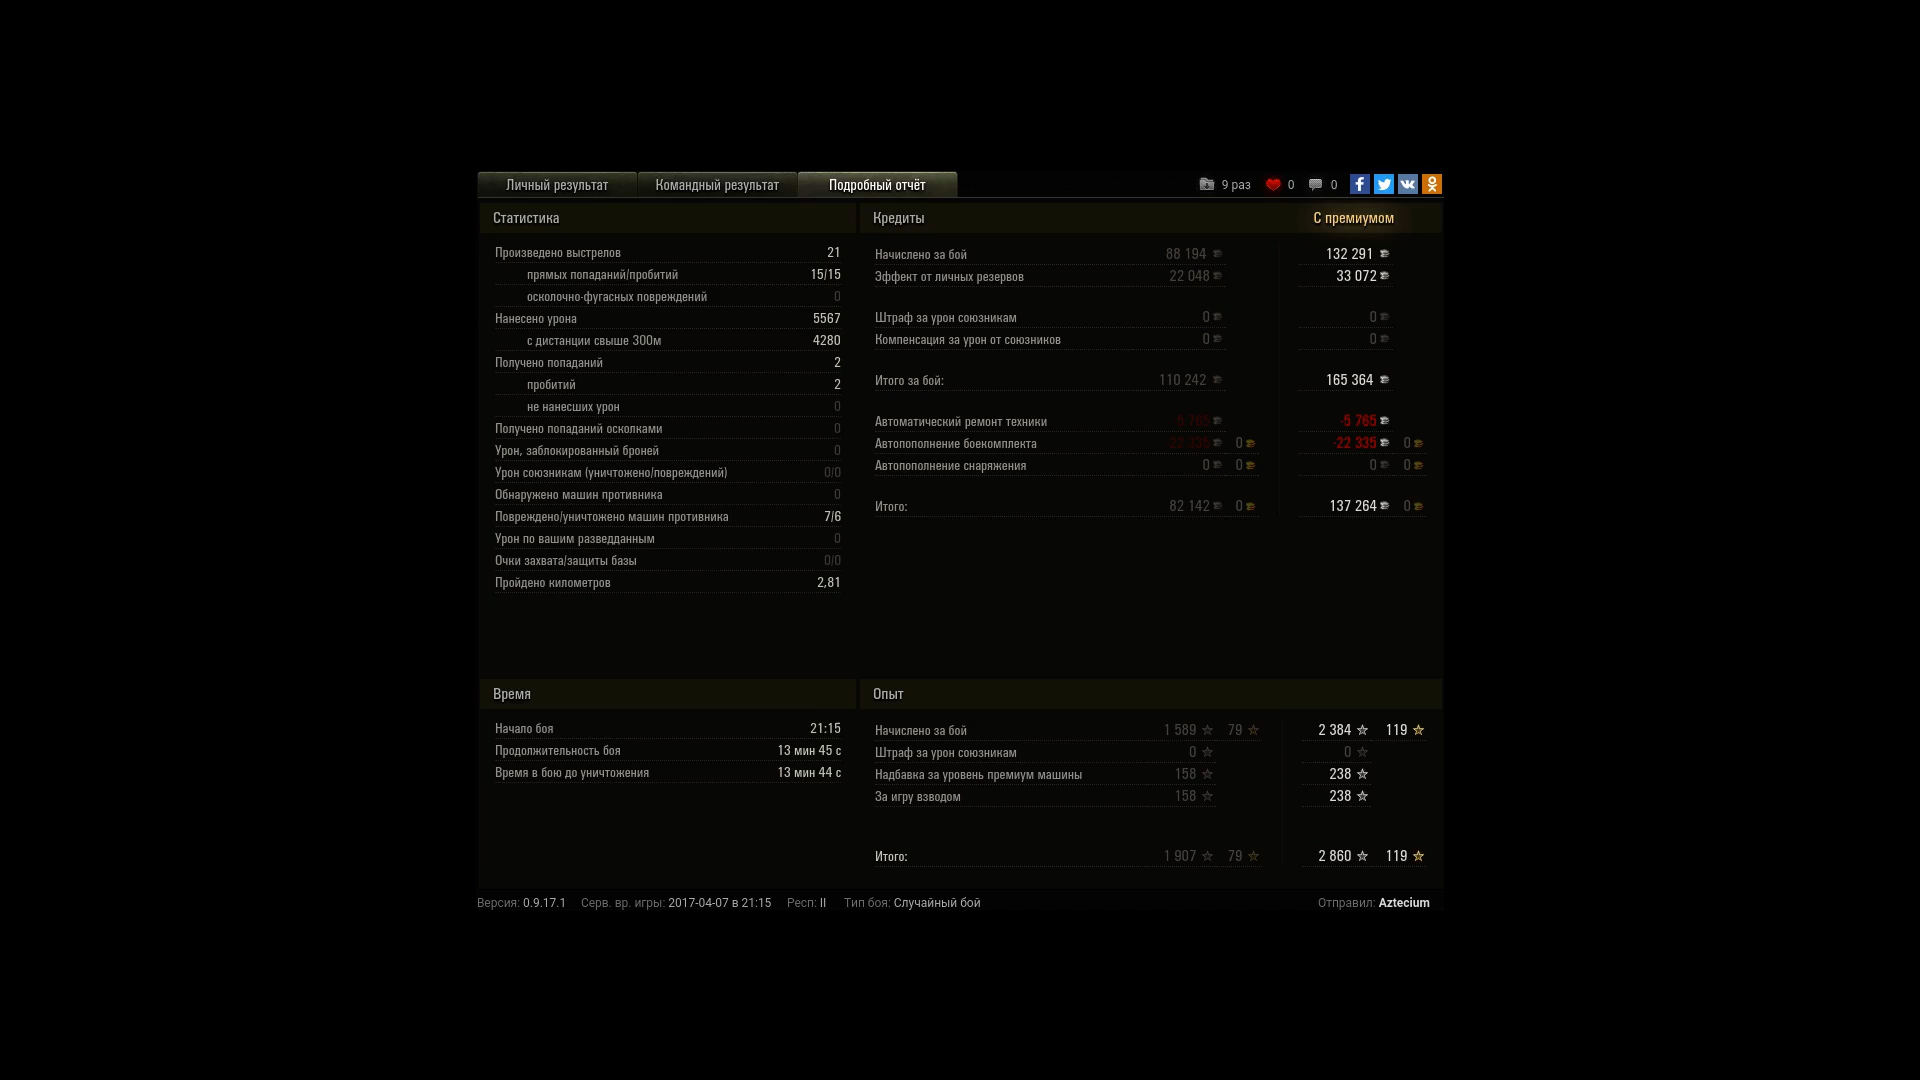 Личный результат Командный результат Подробный отчёт 9 раз 0 0
Статистика
Произведено выстрелов 21
прямых попаданий/пробитий 15/15
осколочно-фугасных повреждений 0
Нанесено урона 5567
с дистанции свыше 300м 4280
Получено попаданий 2
пробитий 2
не нанесших урон 0
Получено попаданий осколками 0
Урон, заблокированный броней 0
Урон союзникам (уничтожено/повреждений) 0/0
Обнаружено машин противника 0
Повреждено/уничтожено машин противника 7/6
Урон по вашим разведданным 0
Очки захвата/защиты базы 0/0
Пройдено километров 2,81
Кредиты С премиумом
Начислено за бой 88 194 132 291
Эффект от личных резервов 22 048 33 072
Штраф за урон союзникам 0 0
Компенсация за урон от союзников 0 0
Итого за бой: 110 242 165 364
Автоматический ремонт техники -5 765 -5 765
Автопополнение боекомплекта -22 335 0 -22 335 0
Автопополнение снаряжения 0 0 0 0
Итого: 82 142 0 137 264 0
Время
Начало боя 21:15
Продолжительность боя 13 мин 45 с
Время в бою до уничтожения 13 мин 44 с
Опыт
Начислено за бой 1 589 79 2 384 119
Штраф за урон союзникам 0 0
Надбавка за уровень премиум машины 158 238
За игру взводом 158 238
Итого: 1 907 79 2 860 119
Версия: 0.9.17.1 Серв. вр. игры: 2017-04-07 в 21:15 Респ: II Тип боя: Случайный бой Отправил: Aztecium